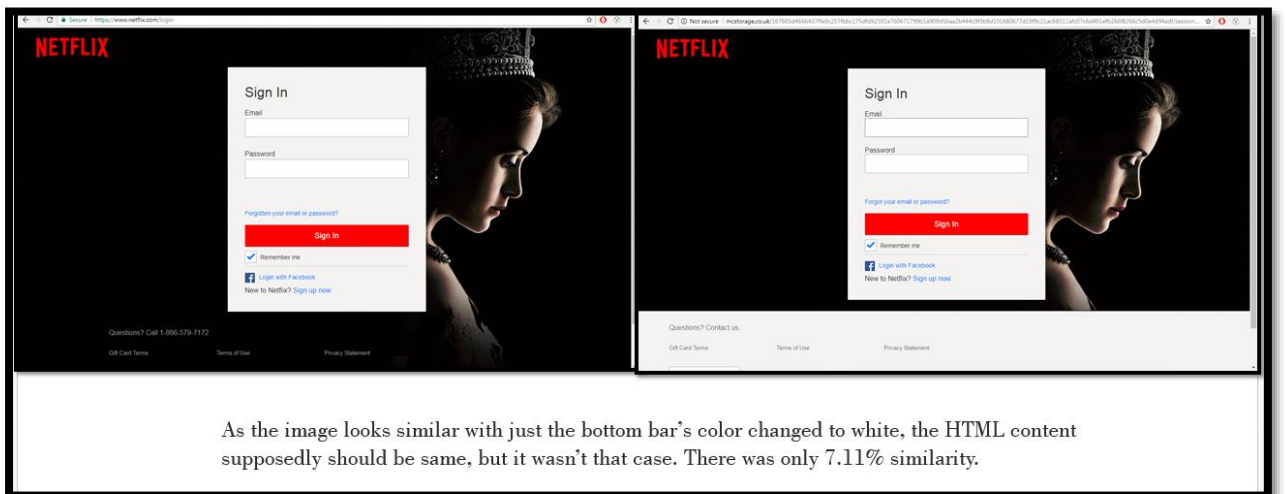 Secure | https://www.netflix.com/login
NETFLIX
Sign In
Email
Password
Forgotten your email or password?
Sign In
Remember me
Login with Facebook
New to Netflix? Sign up now.
Questions? Call 1-866-579-7172
Gift Card Terms Terms of Use Privacy Statement
Not secure | mcstorage.co.uk/
NETFLIX
Sign In
Email
Password
Forgot your email or password?
Sign In
Remember me
Login with Facebook
New to Netflix? Sign up now.
Questions? Contact us.
Gift Card Terms Terms of Use Privacy Statement
As the image looks similar with just the bottom bar's color changed to white, the HTML content
supposedly should be same, but it wasn't that case. There was only 7.11% similarity.